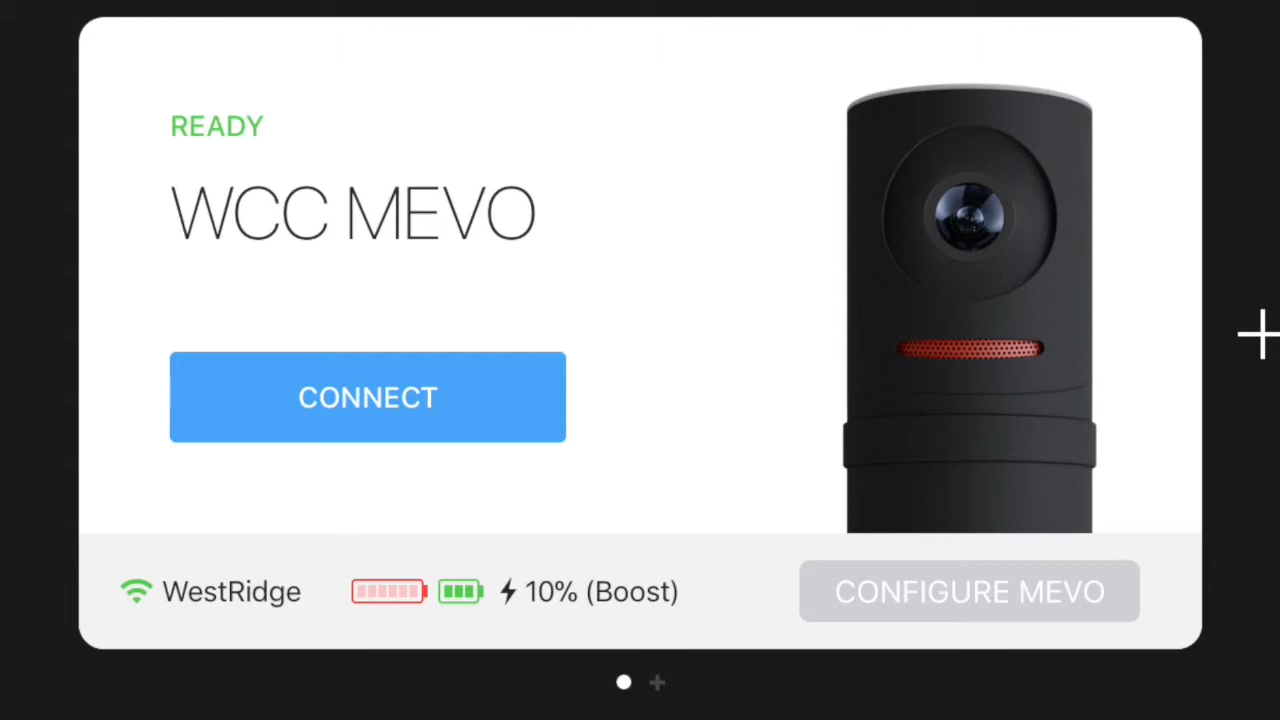 READY
WCC MEVO
CONNECT
WestRidge
10% (Boost)
CONFIGURE MEVO